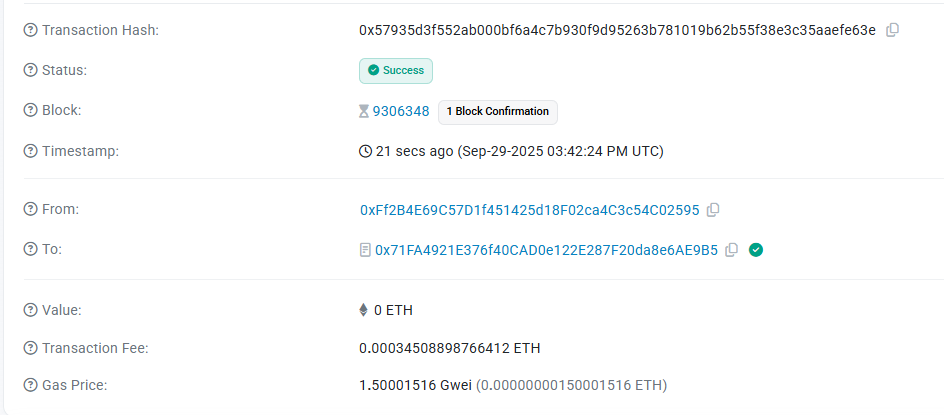 Transaction Hash: 0x57935d3f552ab000bf6a4c7b930f9d95263b781019b62b55f38e3c35aaefe63e
Status: Success
Block: 9306348 1 Block Confirmation
Timestamp: 21 secs ago (Sep-29-2025 03:42:24 PM UTC)
From: 0xFf2B4E69C57D1f451425d18F02ca4C3c54C02595
To: 0x71FA4921E376f40CAD0e122E287F20da8e6AE9B5
Value: 0 ETH
Transaction Fee: 0.00034508898766412 ETH
Gas Price: 1.50001516 Gwei (0.00000000150001516 ETH)